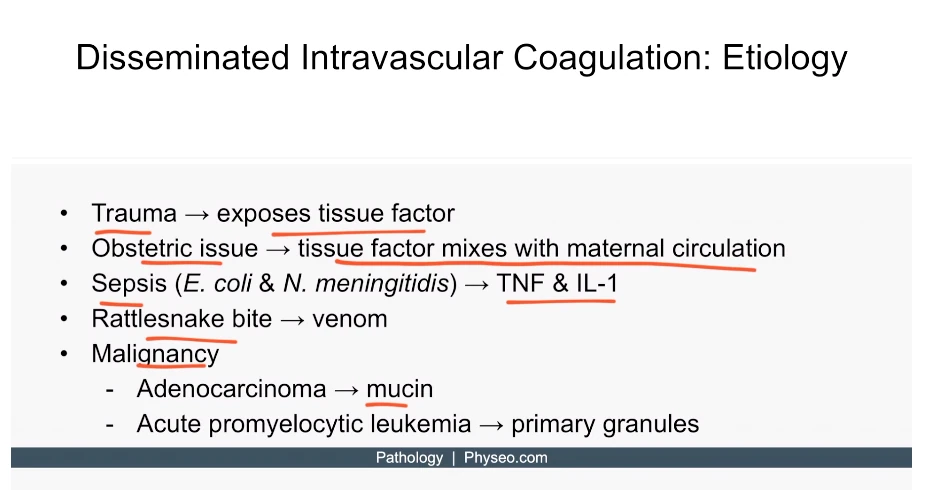 Disseminated Intravascular Coagulation: Etiology
• Trauma → exposes tissue factor
• Obstetric issue → tissue factor mixes with maternal circulation
• Sepsis (E. coli & N. meningitidis) → TNF & IL-1
• Rattlesnake bite → venom
• Malignancy
- Adenocarcinoma → mucin
- Acute promyelocytic leukemia → primary granules
Pathology | Physeo.com